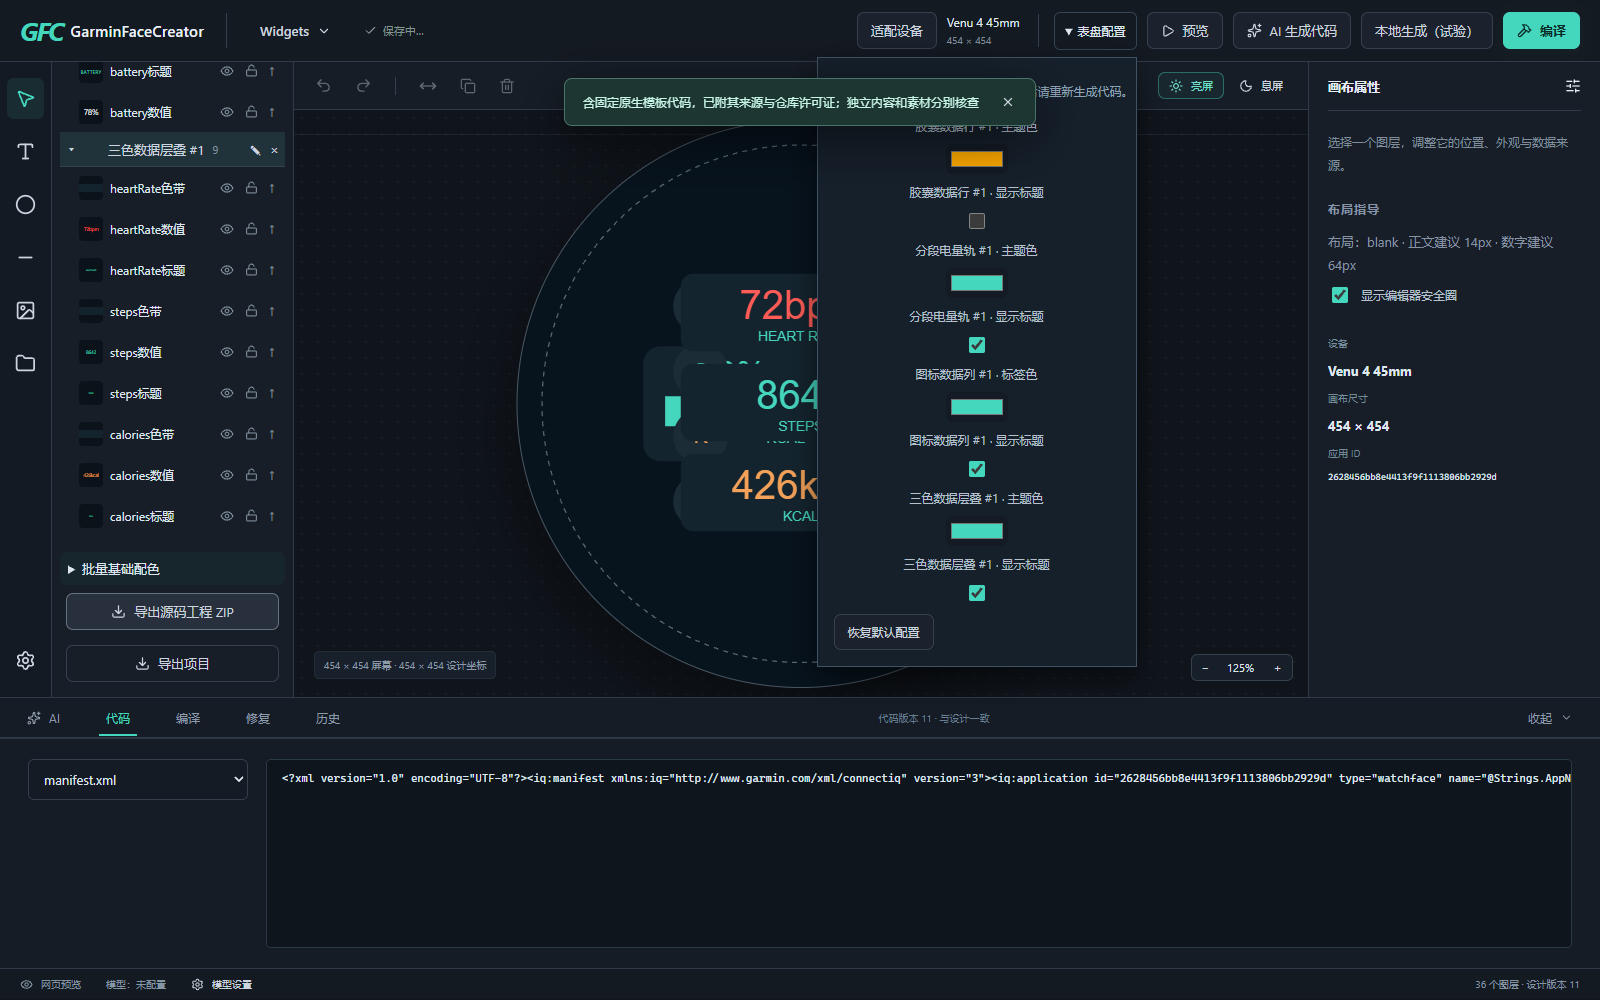 GFC GarminFaceCreator
Widgets
保存中...
适配设备
Venu 4 45mm
454 × 454
▼ 表盘配置
预览
AI 生成代码
本地生成（试验）
编译
battery标题
battery数值
三色数据层叠 #1 9
heartRate色带
heartRate数值
heartRate标题
steps色带
steps数值
steps标题
calories色带
calories数值
calories标题
批量基础配色
导出源码工程 ZIP
导出项目
含固定原生模板代码，已附其来源与仓库许可证；独立内容和素材分别核查
请重新生成代码。
亮屏
息屏
72bp
HEART R
864
STEPS
426k
KCAL
454 × 454 屏幕 · 454 × 454 设计坐标
胶囊数据行 #1 · 主题色
胶囊数据行 #1 · 显示标题
分段电量轨 #1 · 主题色
分段电量轨 #1 · 显示标题
图标数据列 #1 · 标签色
图标数据列 #1 · 显示标题
三色数据层叠 #1 · 主题色
三色数据层叠 #1 · 显示标题
恢复默认配置
− 125% +
画布属性
选择一个图层，调整它的位置、外观与数据来
源。
布局指导
布局：blank · 正文建议 14px · 数字建议
64px
显示编辑器安全圈
设备
Venu 4 45mm
画布尺寸
454 × 454
应用 ID
2628456bb8e4413f9f1113806bb2929d
AI
代码
编译
修复
历史
代码版本 11 · 与设计一致
收起
manifest.xml
<?xml version="1.0" encoding="UTF-8"?><iq:manifest xmlns:iq="http://www.garmin.com/xml/connectiq" version="3"><iq:application id="2628456bb8e4413f9f1113806bb2929d" type="watchface" name="@Strings.AppN
网页预览
模型：未配置
模型设置
36 个图层 · 设计版本 11